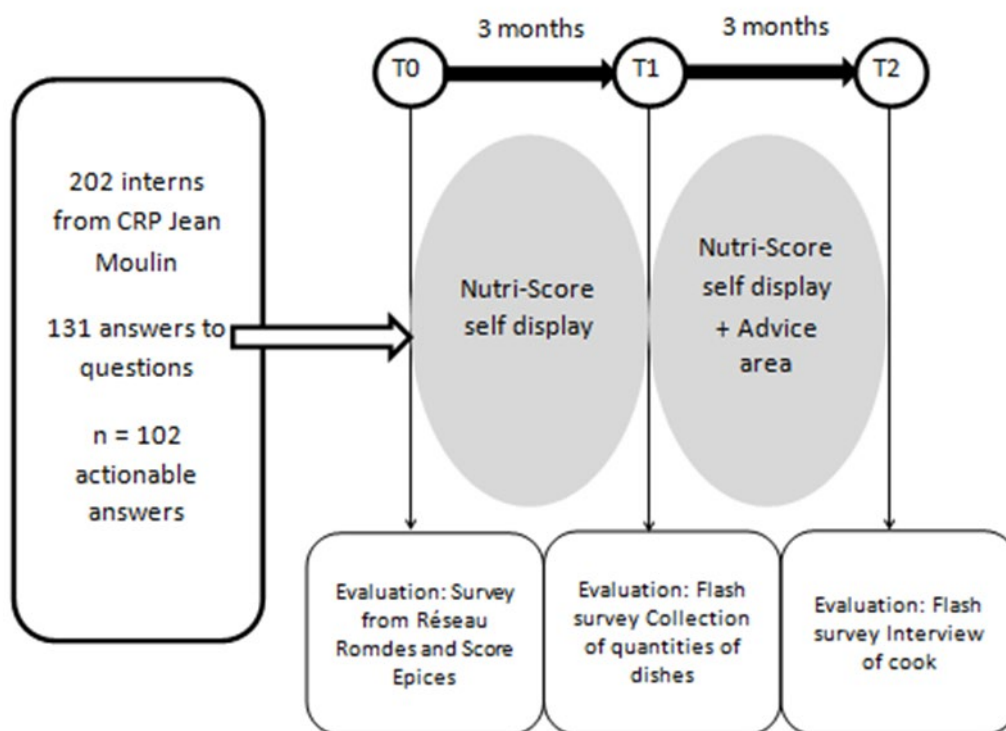 3 months
3 months
T0
T1
T2
202 interns
from CRP Jean
Moulin
131 answers to
questions
n = 102
actionable
answers
Nutri-Score
self display
Nutri-Score
self display
+ Advice
area
Evaluation: Survey
from Réseau
Romdes and Score
Epices
Evaluation: Flash
survey Collection
of quantities of
dishes
Evaluation: Flash
survey Interview
of cook